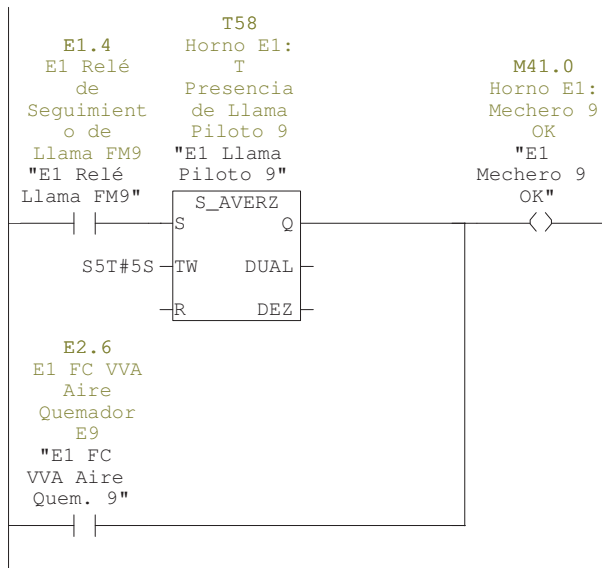 T58
Horno E1:
T
Presencia
de Llama
Piloto 9
"E1 Llama
Piloto 9"
E1.4
E1 Relé
de
Seguimient
o de
Llama FM9
"E1 Relé
Llama FM9"
M41.0
Horno E1:
Mechero 9
OK
"E1
Mechero 9
OK"
S_AVERZ
S Q
S5T#5S TW DUAL
R DEZ
E2.6
E1 FC VVA
Aire
Quemador
E9
"E1 FC
VVA Aire
Quem. 9"